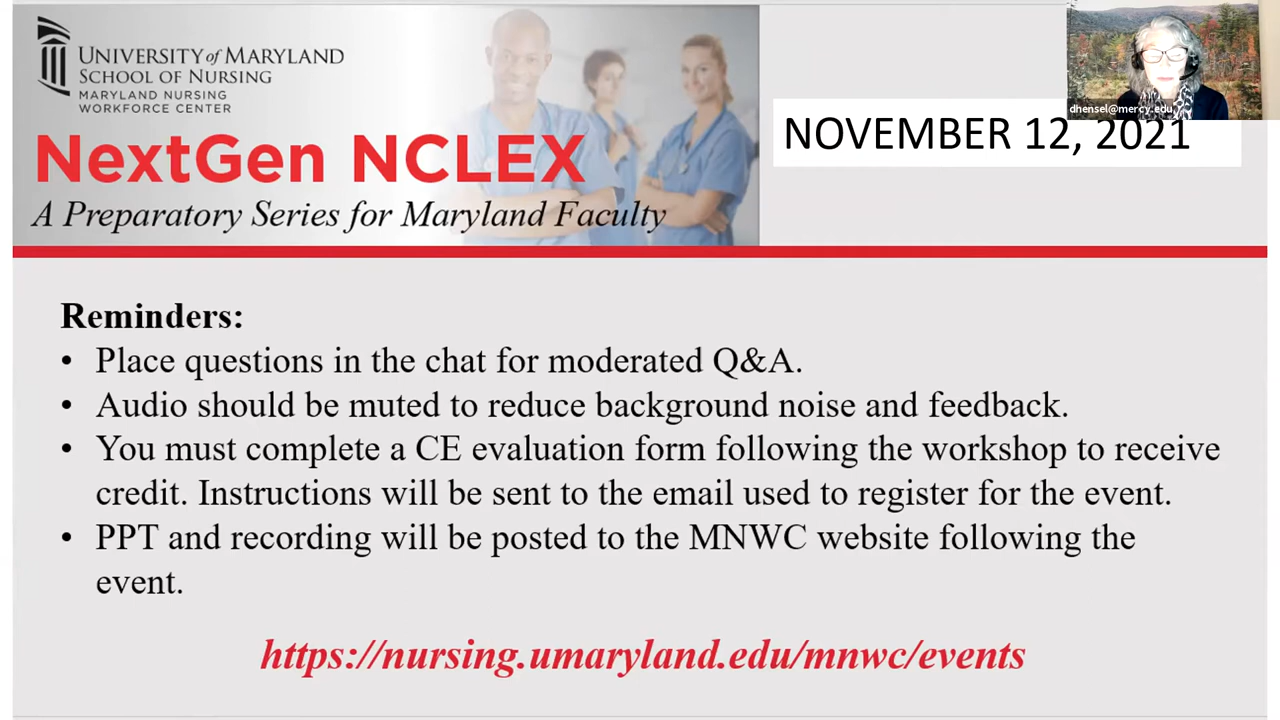 UNIVERSITY of MARYLAND
SCHOOL OF NURSING
MARYLAND NURSING
WORKFORCE CENTER
NextGen NCLEX
A Preparatory Series for Maryland Faculty
dhensel@mercy.edu
NOVEMBER 12, 2021
Reminders:
• Place questions in the chat for moderated Q&A.
• Audio should be muted to reduce background noise and feedback.
• You must complete a CE evaluation form following the workshop to receive
credit. Instructions will be sent to the email used to register for the event.
• PPT and recording will be posted to the MNWC website following the
event.
https://nursing.umaryland.edu/mnwc/events